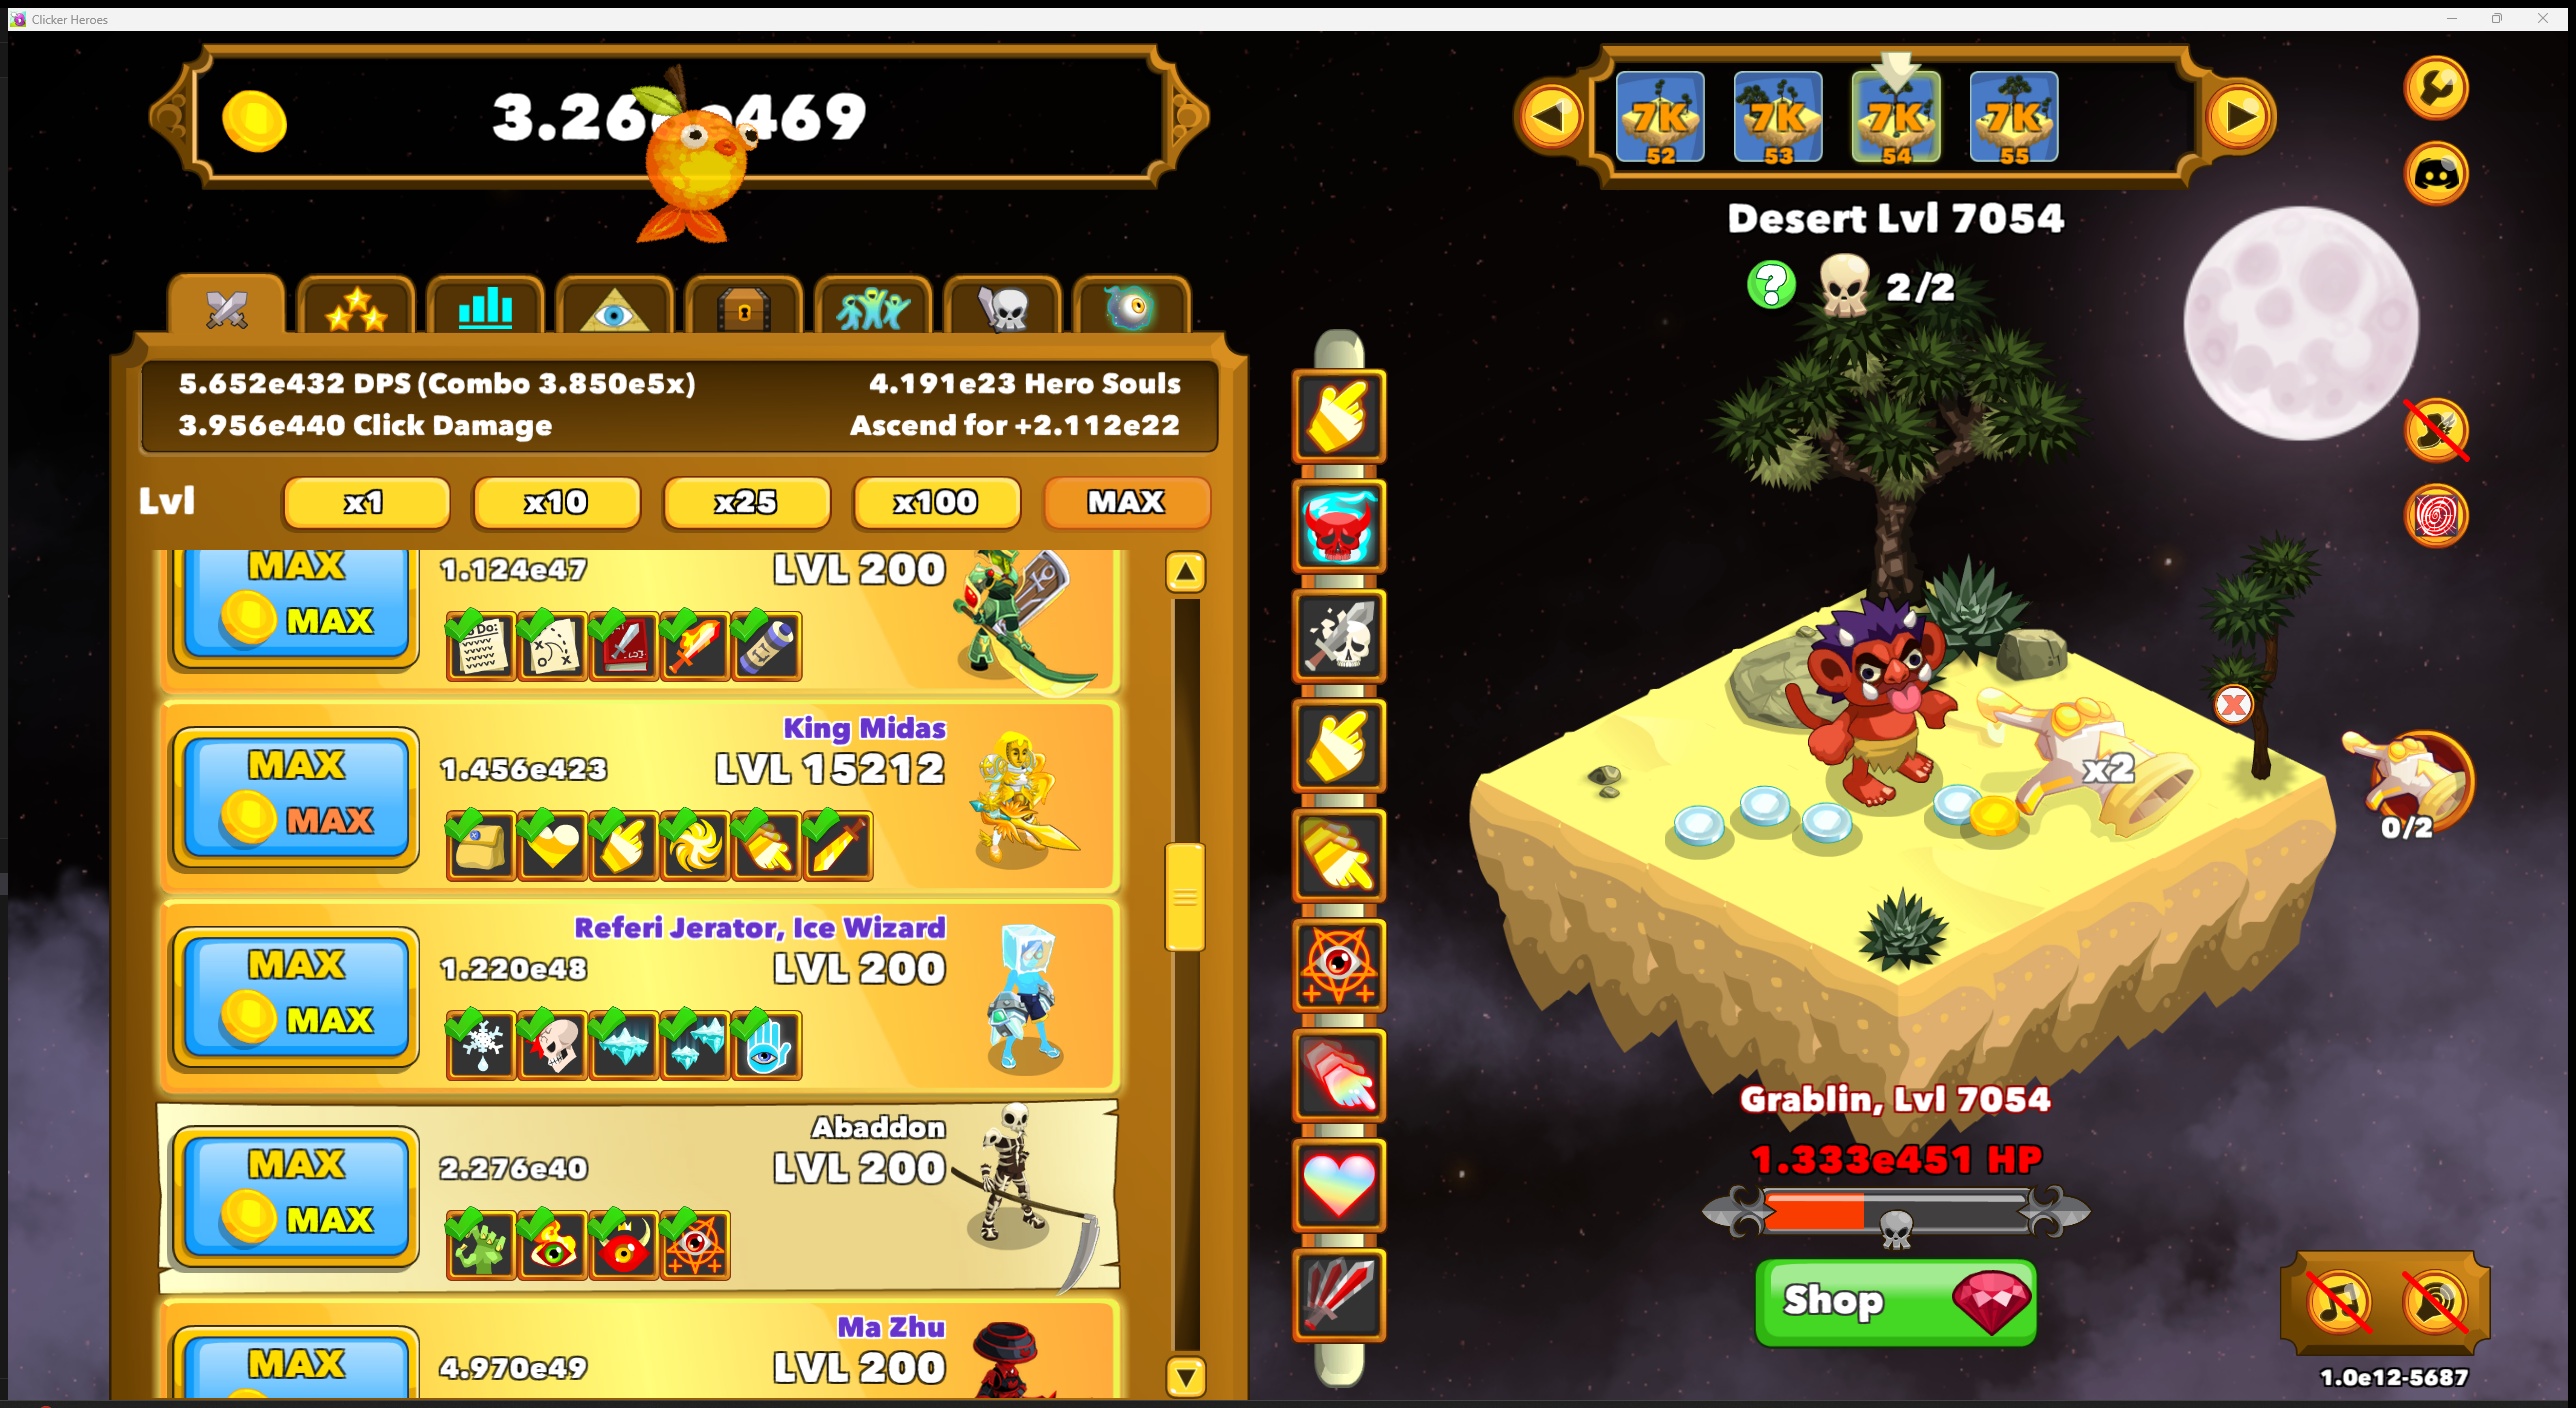 Clicker Heroes
3.26 e469
7K
52
7K
53
7K
54
7K
55
Desert Lvl 7054
2/2
5.652e432 DPS (Combo 3.850e5x)
4.191e23 Hero Souls
3.956e440 Click Damage
Ascend for +2.112e22
Lvl
x1
x10
x25
x100
MAX
MAX
MAX
1.124e47
LVL 200
Do:
MAX
MAX
1.456e423
King Midas
LVL 15212
MAX
MAX
1.220e48
Referi Jerator, Ice Wizard
LVL 200
MAX
MAX
2.276e40
Abaddon
LVL 200
MAX
4.970e49
Ma Zhu
LVL 200
x2
0/2
Grablin, Lvl 7054
1.333e451 HP
Shop
1.0e12-5687